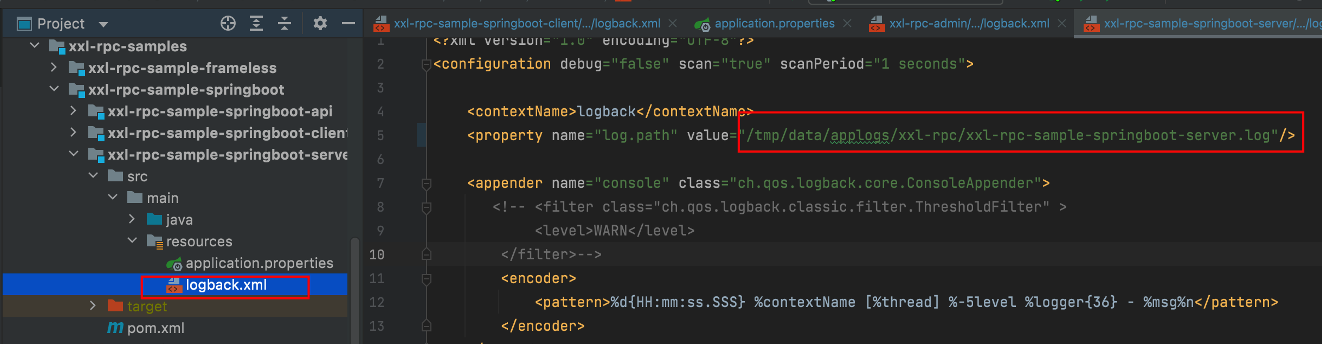 Project
xxl-rpc-samples
xxl-rpc-sample-frameless
xxl-rpc-sample-springboot
xxl-rpc-sample-springboot-api
xxl-rpc-sample-springboot-client
xxl-rpc-sample-springboot-serve
src
main
java
resources
application.properties
logback.xml
target
pom.xml
xxl-rpc-sample-springboot-client/.../logback.xml
application.properties
xxl-rpc-admin/.../logback.xml
xxl-rpc-sample-springboot-server/.../log
1 <?xml version="1.0" encoding="UTF-8"?>
2 <configuration debug="false" scan="true" scanPeriod="1 seconds">
3
4 <contextName>logback</contextName>
5 <property name="log.path" value="/tmp/data/applogs/xxl-rpc/xxl-rpc-sample-springboot-server.log"/>
6
7 <appender name="console" class="ch.qos.logback.core.ConsoleAppender">
8 <!-- <filter class="ch.qos.logback.classic.filter.ThresholdFilter" >
9 <level>WARN</level>
10 </filter>-->
11 <encoder>
12 <pattern>%d{HH:mm:ss.SSS} %contextName [%thread] %-5level %logger{36} - %msg%n</pattern>
13 </encoder>